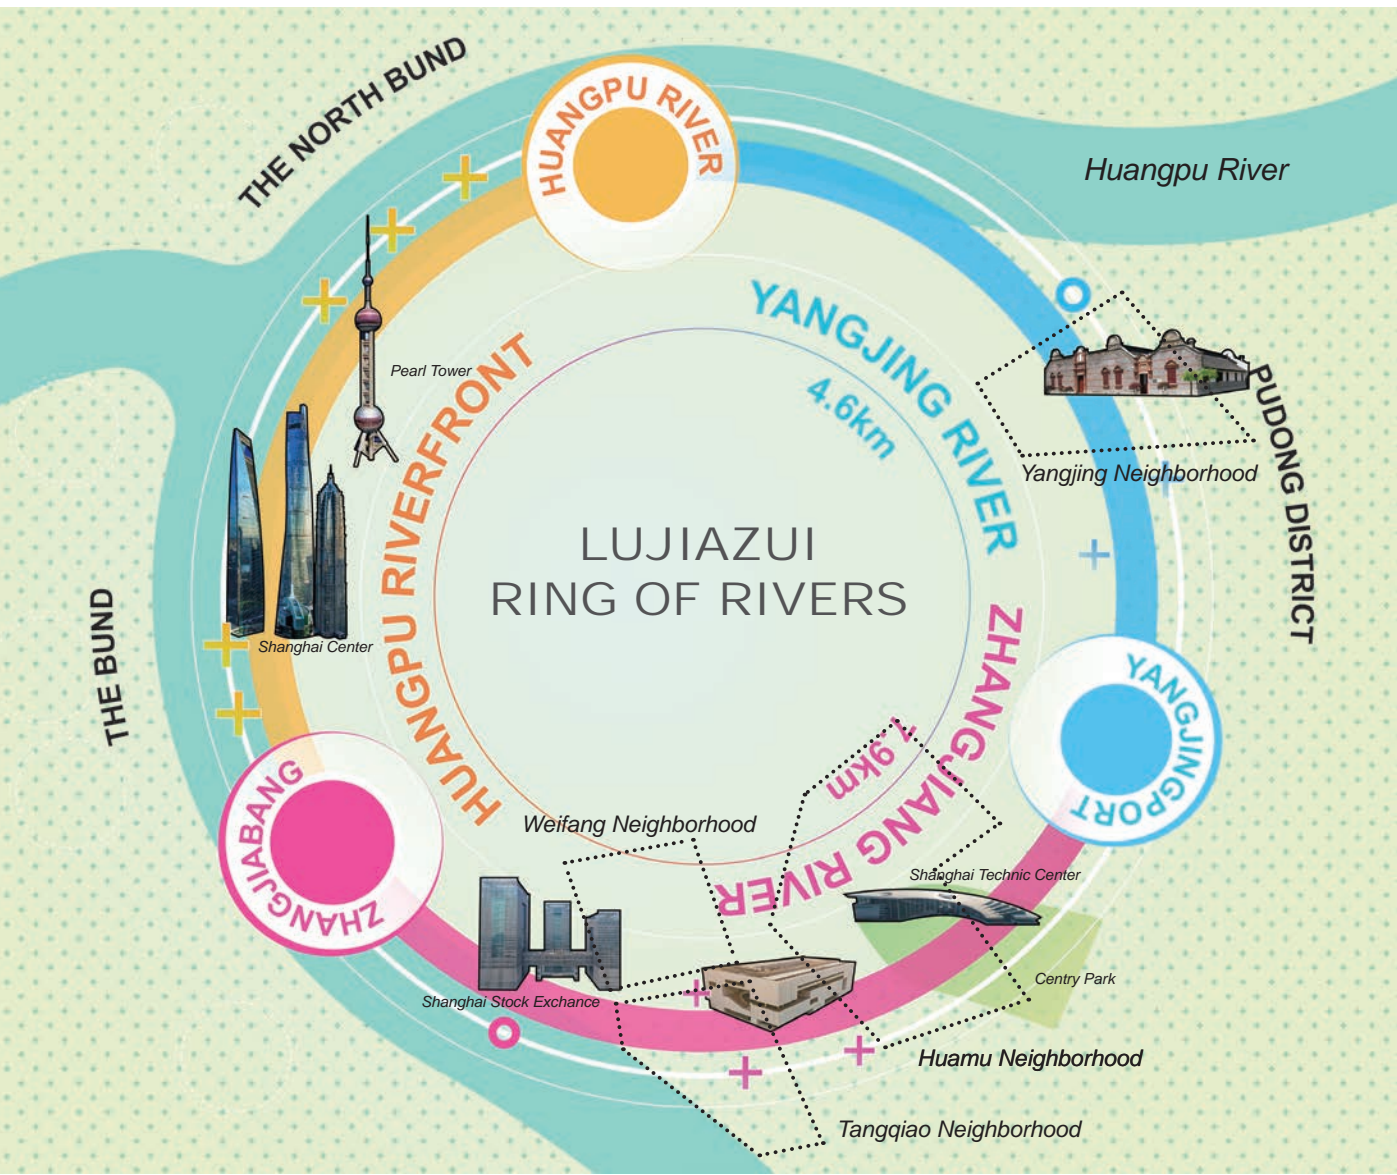 THE NORTH BUND
HUANGPU RIVER
Huangpu River
YANGJING RIVER
4.6km
Pearl Tower
HUANGPU RIVERFRONT
PUDONG DISTRICT
Yangjing Neighborhood
LUJIAZUI
RING OF RIVERS
THE BUND
Shanghai Center
ZHANGJIANG RIVER
7.9km
YANGJINGPORT
ZHANGJIABANG
Weifang Neighborhood
Shanghai Technic Center
Shanghai Stock Exchance
Centry Park
Huamu Neighborhood
Tangqiao Neighborhood